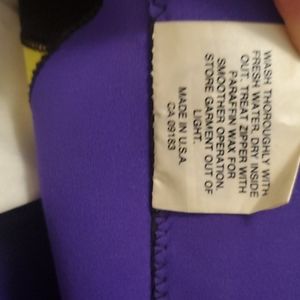 WASH THOROUGHLY WITH
FRESH WATER. DRY INSIDE
OUT. TREAT ZIPPER WITH
PARAFFIN WAX FOR
SMOOTHER OPERATION.
STORE GARMENT OUT OF
LIGHT.
MADE IN U.S.A.
CA 09183